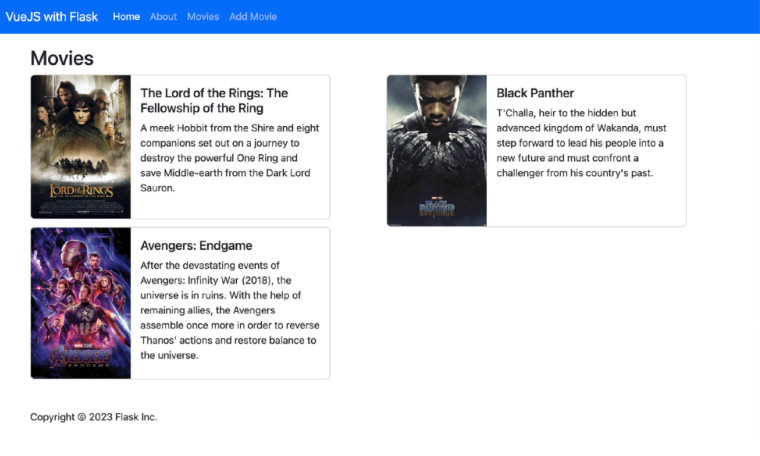 VueJS with Flask Home About Movies Add Movie
Movies
The Lord of the Rings: The
Fellowship of the Ring
A meek Hobbit from the Shire and eight
companions set out on a journey to
destroy the powerful One Ring and
save Middle-earth from the Dark Lord
Sauron.
THE LORD OF THE RINGS
Black Panther
T'Challa, heir to the hidden but
advanced kingdom of Wakanda, must
step forward to lead his people into a
new future and must confront a
challenger from his country's past.
BLACK PANTHER
Avengers: Endgame
After the devastating events of
Avengers: Infinity War (2018), the
universe is in ruins. With the help of
remaining allies, the Avengers
assemble once more in order to reverse
Thanos' actions and restore balance to
the universe.
AVENGERS
ENDGAME
Copyright © 2023 Flask Inc.